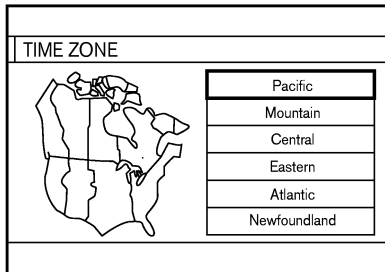 TIME ZONE
Pacific
Mountain
Central
Eastern
Atlantic
Newfoundland